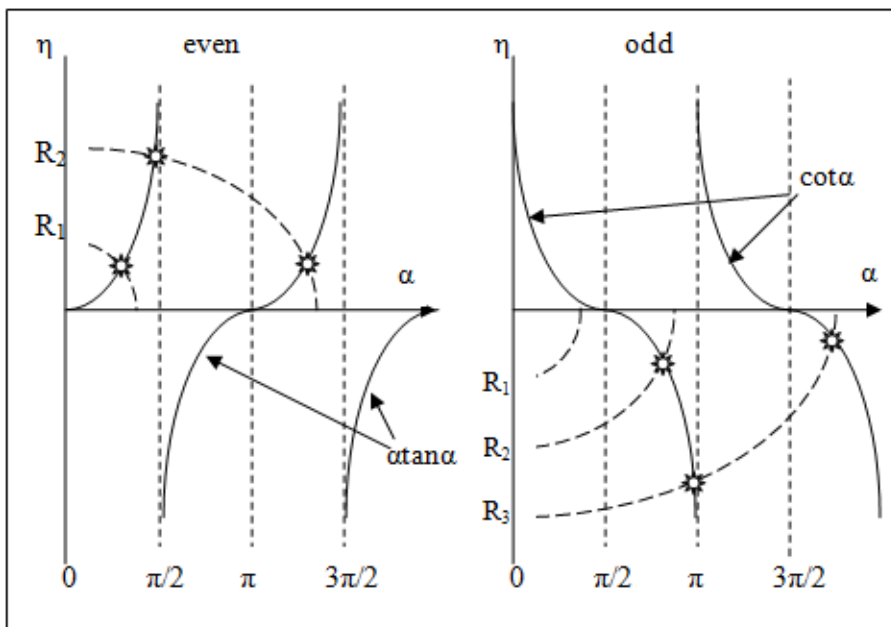 η even
R₂
R₁
α
αtanα
0 π/2 π 3π/2
η odd
cotα
α
R₁
R₂
R₃
0 π/2 π 3π/2